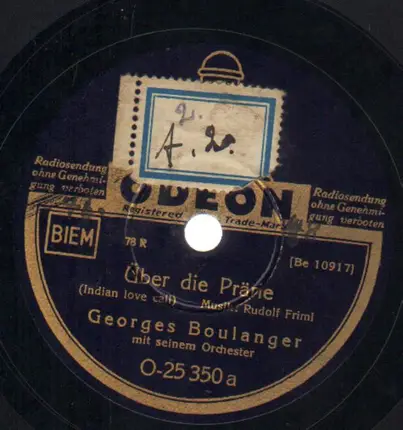 2.
A. 20.
Radiosendung
ohne Genehmi-
gung verboten
Radiosendung
ohne Genehmi-
gung verboten
ODEON
Registered Trade-Mark
BIEM
78 R
[Be 10917]
Über die Prärie
(Indian love call) Musik: Rudolf Friml
Georges Boulanger
mit seinem Orchester
O-25 350 a